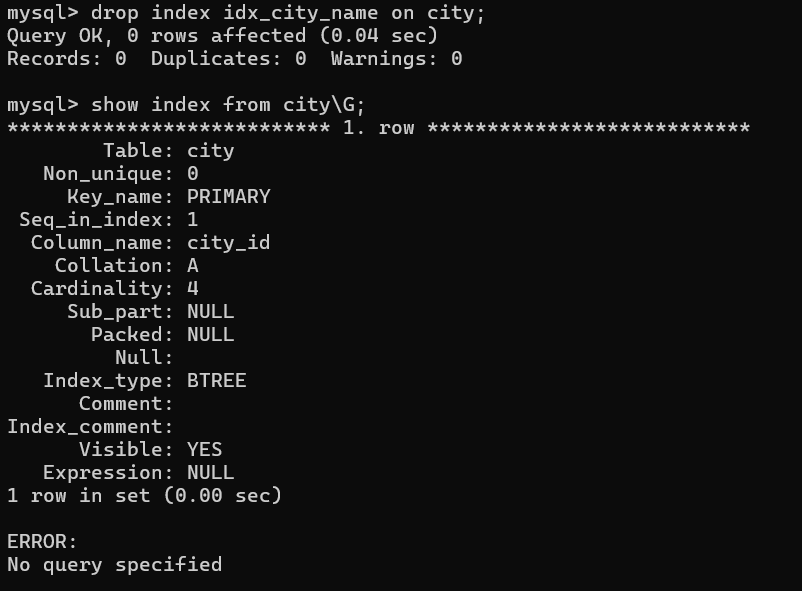 mysql> drop index idx_city_name on city;
Query OK, 0 rows affected (0.04 sec)
Records: 0  Duplicates: 0  Warnings: 0

mysql> show index from city\G;
*************************** 1. row ***************************
        Table: city
   Non_unique: 0
     Key_name: PRIMARY
 Seq_in_index: 1
  Column_name: city_id
    Collation: A
  Cardinality: 4
     Sub_part: NULL
       Packed: NULL
         Null:
   Index_type: BTREE
      Comment:
Index_comment:
      Visible: YES
   Expression: NULL
1 row in set (0.00 sec)

ERROR:
No query specified